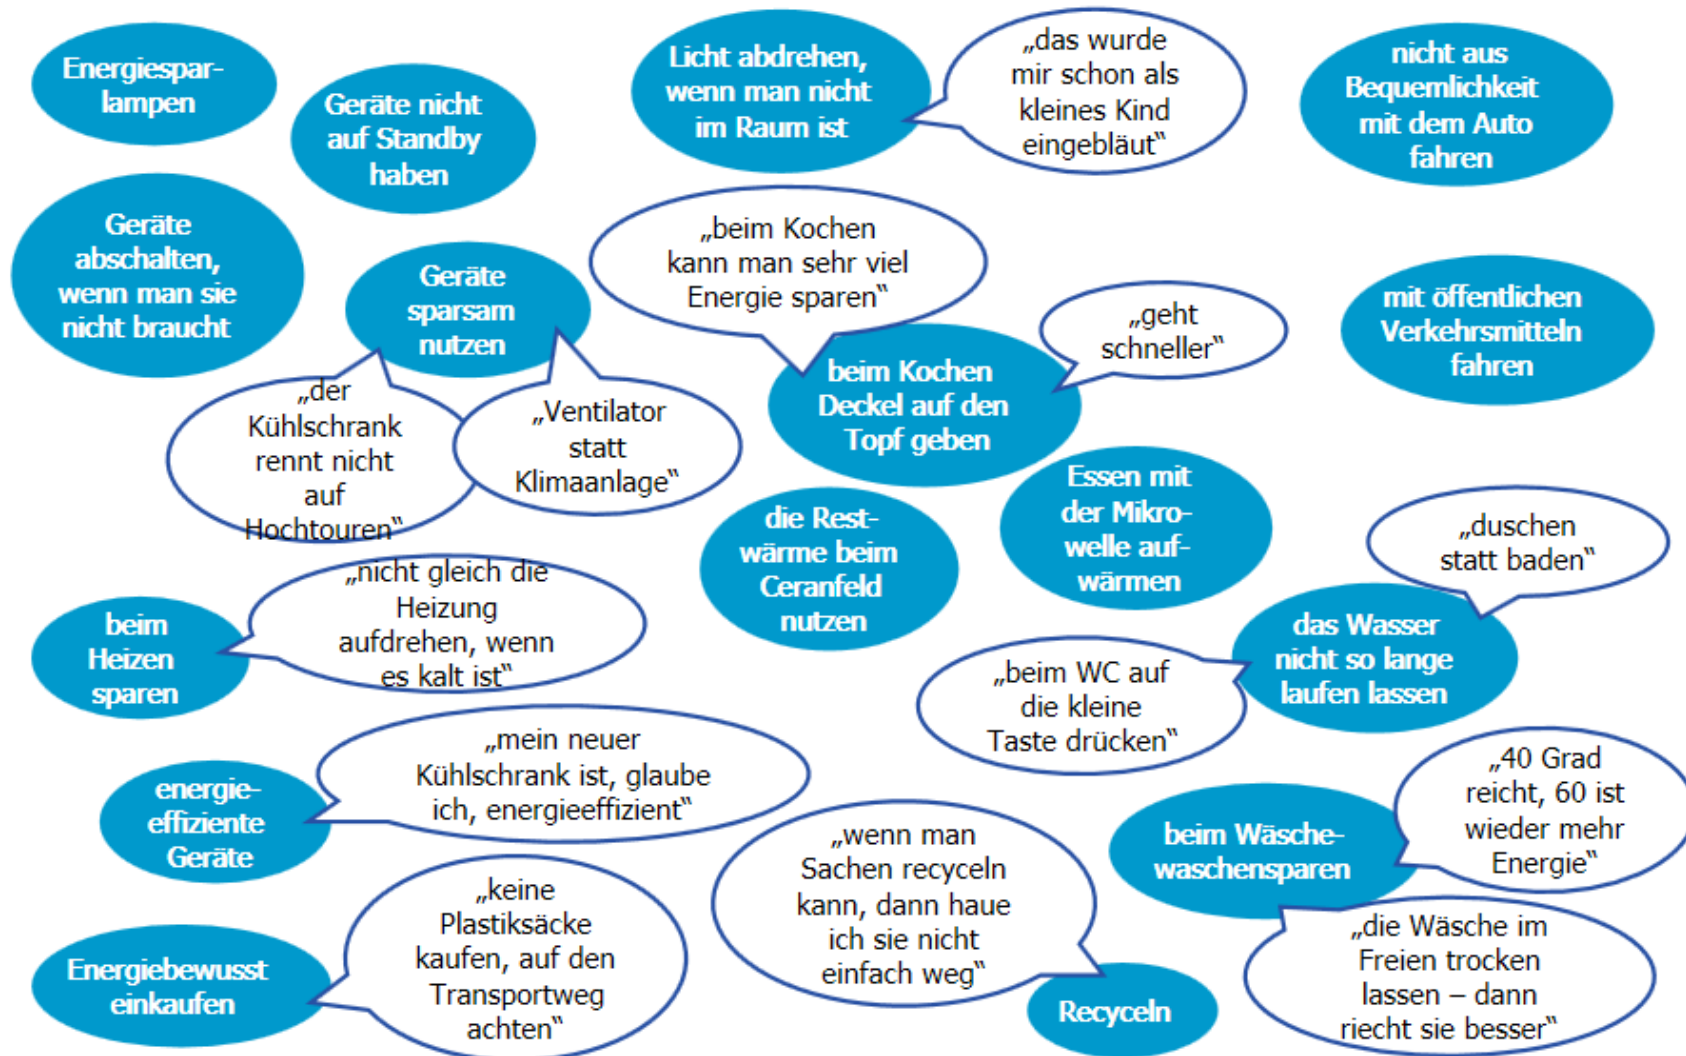 Energiespar-
lampen
Geräte nicht
auf Standby
haben
Licht abdrehen,
wenn man nicht
im Raum ist
„das wurde
mir schon als
kleines Kind
eingebläut“
nicht aus
Bequemlichkeit
mit dem Auto
fahren
Geräte
abschalten,
wenn man sie
nicht braucht
Geräte
sparsam
nutzen
„beim Kochen
kann man sehr viel
Energie sparen“
„geht
schneller“
mit öffentlichen
Verkehrsmitteln
fahren
„der
Kühlschrank
rennt nicht
auf
Hochtouren“
„Ventilator
statt
Klimaanlage“
beim Kochen
Deckel auf den
Topf geben
die Rest-
wärme beim
Ceranfeld
nutzen
Essen mit
der Mikro-
welle auf-
wärmen
„duschen
statt baden“
beim
Heizen
sparen
„nicht gleich die
Heizung
aufdrehen, wenn
es kalt ist“
„beim WC auf
die kleine
Taste drücken“
das Wasser
nicht so lange
laufen lassen
energie-
effiziente
Geräte
„mein neuer
Kühlschrank ist, glaube
ich, energieeffizient“
„wenn man
Sachen recyceln
kann, dann haue
ich sie nicht
einfach weg“
beim Wäsche-
waschensparen
„40 Grad
reicht, 60 ist
wieder mehr
Energie“
Energiebewusst
einkaufen
„keine
Plastiksäcke
kaufen, auf den
Transportweg
achten“
Recyceln
„die Wäsche im
Freien trocken
lassen – dann
riecht sie besser“